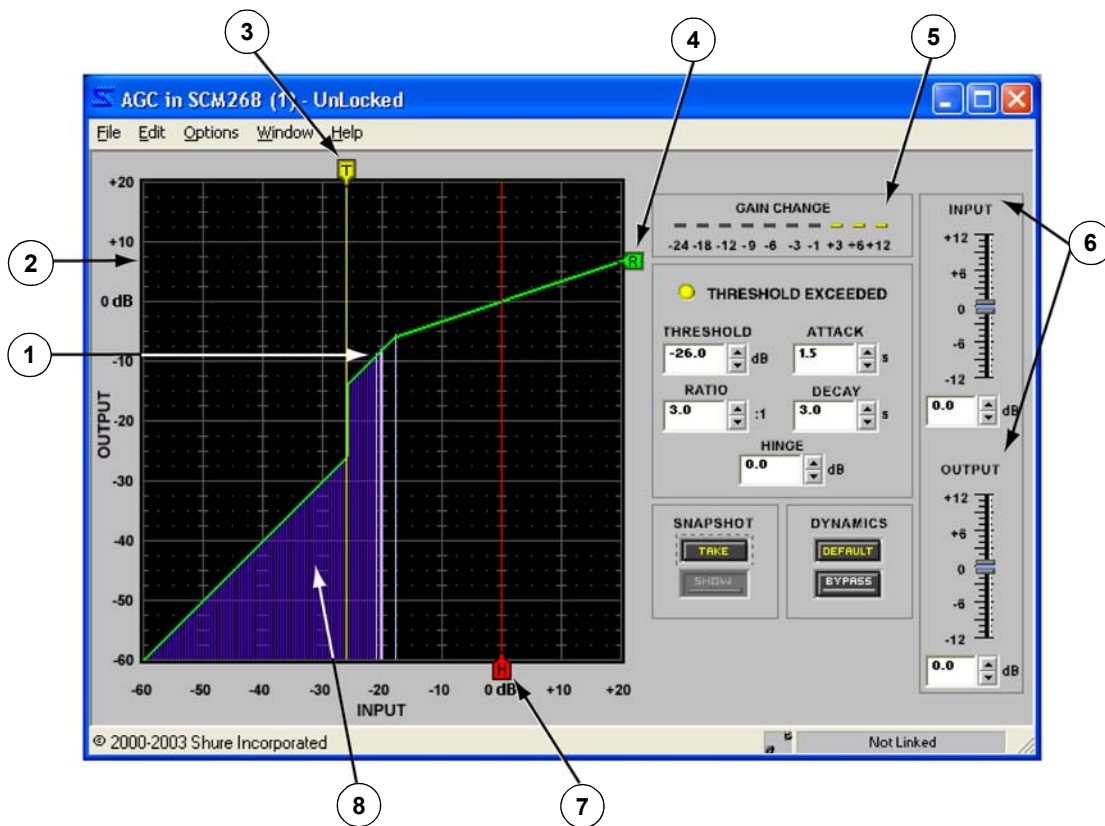 3
4
5
AGC in SCM268 (1) - UnLocked
File Edit Options Window Help
T
+20
+10
0 dB
-10
-20
-30
-40
-50
-60
OUTPUT
2
1
R
-60 -50 -40 -30 -20 -10 0 dB +10 +20
INPUT
H
GAIN CHANGE
-24 -18 -12 -9 -6 -3 -1 +3 +6 +12
THRESHOLD EXCEEDED
THRESHOLD ATTACK
-26.0 dB 1.5 s
RATIO DECAY
3.0 :1 3.0 s
HINGE
0.0 dB
SNAPSHOT DYNAMICS
TAKE DEFAULT
SHOW BYPASS
INPUT
+12
+6
0
-6
-12
0.0 dB
6
OUTPUT
+12
+6
0
-6
-12
0.0 dB
© 2000-2003 Shure Incorporated
Not Linked
8
7